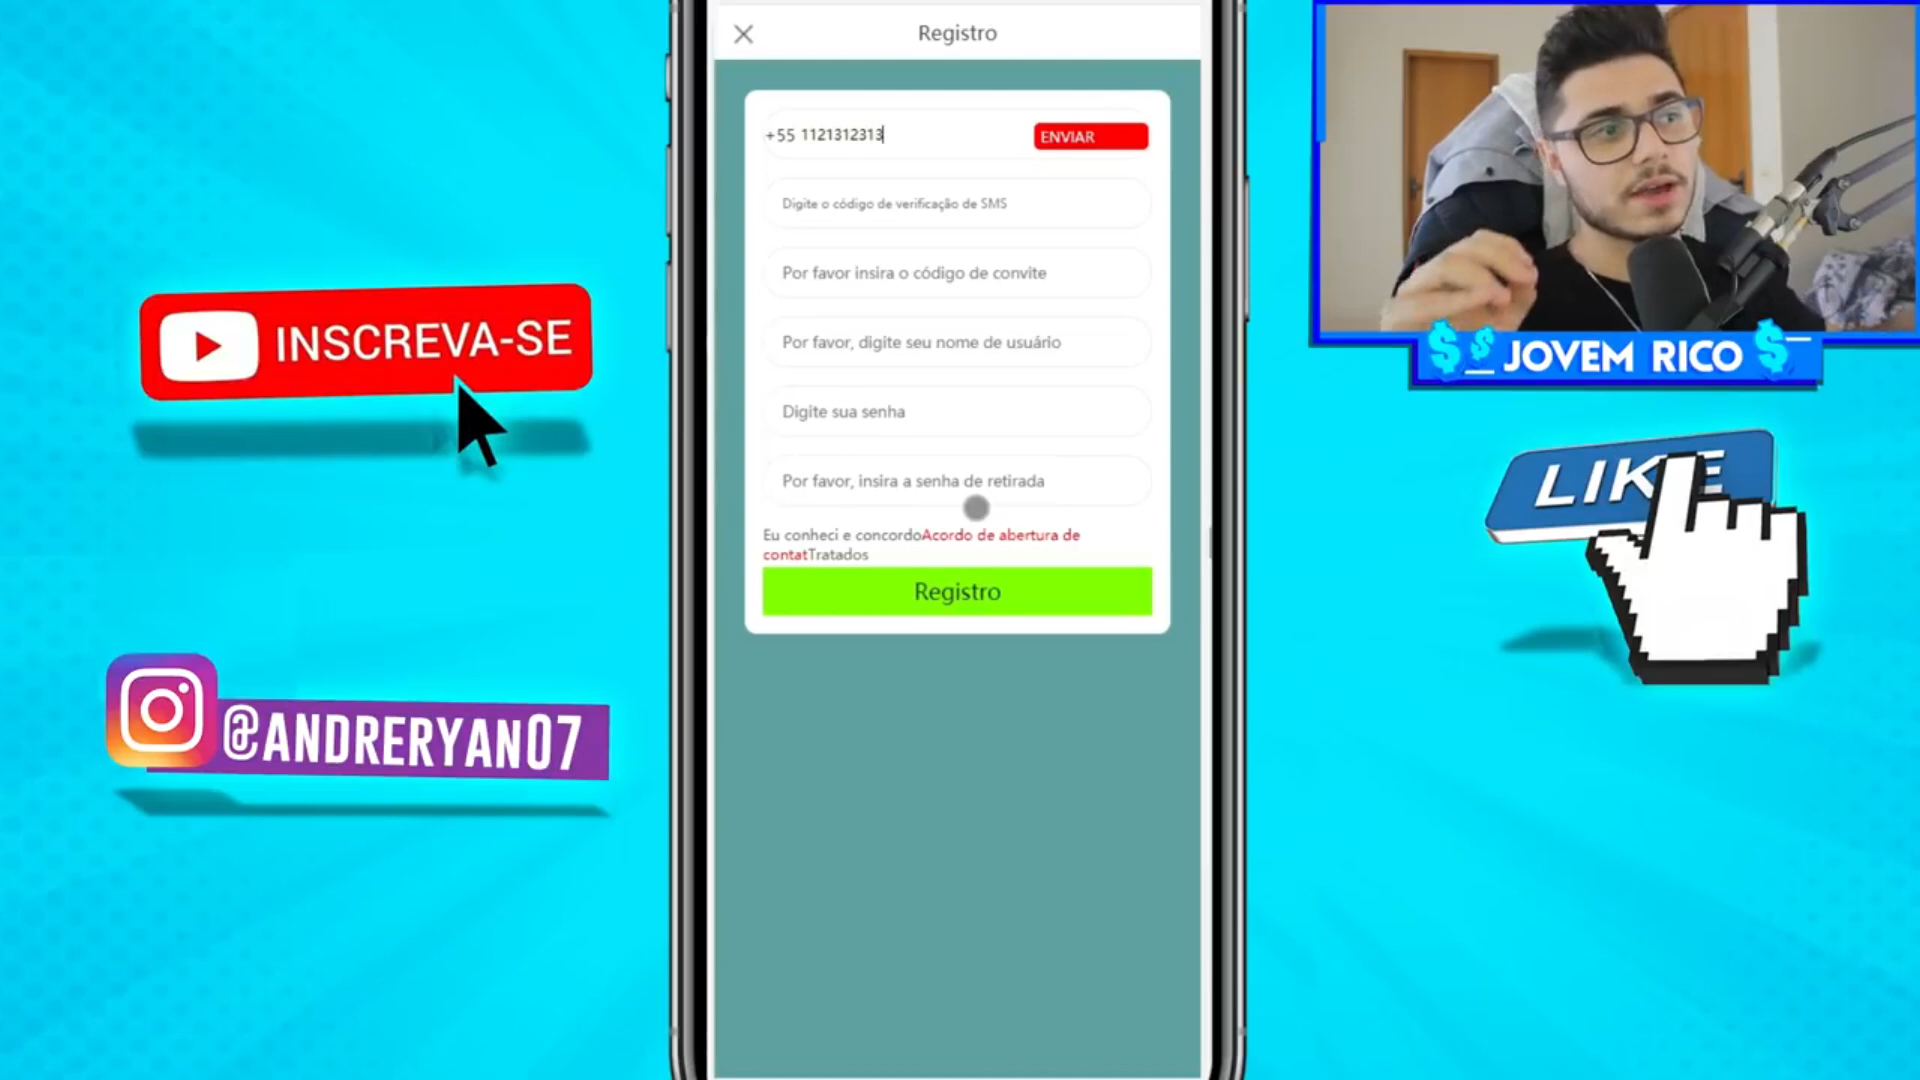 Registro
+55 1121312313
ENVIAR
Digite o código de verificação de SMS
Por favor insira o código de convite
Por favor, digite seu nome de usuário
Digite sua senha
Por favor, insira a senha de retirada
Eu conheci e concordoAcordo de abertura de
contatTratados
Registro
INSCREVA-SE
@ANDRERYAN07
$ $ JOVEM RICO $
LIKE